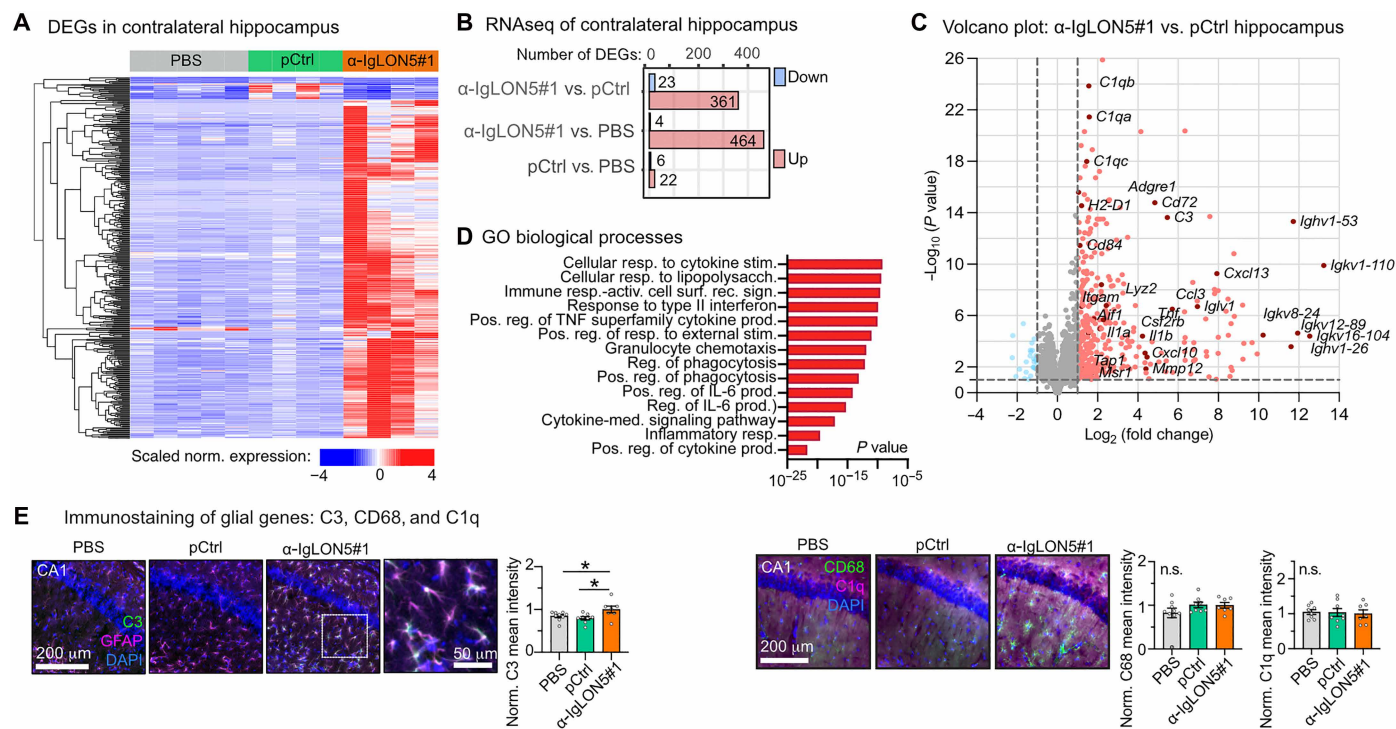 A DEGs in contralateral hippocampus
PBS pCtrl α-IgLON5#1
Scaled norm. expression:
−4 0 4
B RNAseq of contralateral hippocampus
Number of DEGs: 0 200 400
α-IgLON5#1 vs. pCtrl 23 361
α-IgLON5#1 vs. PBS 4 464
pCtrl vs. PBS 6 22
Down
Up
C Volcano plot: α-IgLON5#1 vs. pCtrl hippocampus
−Log10 (P value)
26
22
18
14
10
6
2
1
0
C1qb
C1qa
C1qc
Adgre1
H2-D1
Cd72
C3
Ighv1-53
Cd84
Cxcl13
Igkv1-110
Lyz2
Ccl3
Itgam
Tnf
Iglv1
Igkv8-24
Aif1
Csf2rb
Igkv12-89
Il1a
Il1b
Igkv16-104
Tap1
Cxcl10
Ighv1-26
Msr1
Mmp12
−4 −2 0 2 4 6 8 10 12 14
Log2 (fold change)
D GO biological processes
Cellular resp. to cytokine stim.
Cellular resp. to lipopolysacch.
Immune resp.-activ. cell surf. rec. sign.
Response to type II interferon
Pos. reg. of TNF superfamily cytokine prod.
Pos. reg. of resp. to external stim.
Granulocyte chemotaxis
Reg. of phagocytosis
Pos. reg. of phagocytosis
Pos. reg. of IL-6 prod.
Reg. of IL-6 prod.)
Cytokine-med. signaling pathway
Inflammatory resp.
Pos. reg. of cytokine prod.
P value
10−25 10−15 10−5
E Immunostaining of glial genes: C3, CD68, and C1q
PBS pCtrl α-IgLON5#1
CA1
C3
GFAP
DAPI
200 µm
50 µm
Norm. C3 mean intensity
2
1
0
*
*
PBS
pCtrl
α-IgLON5#1
PBS pCtrl α-IgLON5#1
CA1
CD68
C1q
DAPI
200 µm
Norm. C68 mean intensity
2
1
0
n.s.
PBS
pCtrl
α-IgLON5#1
Norm. C1q mean intensity
2
1
0
n.s.
PBS
pCtrl
α-IgLON5#1